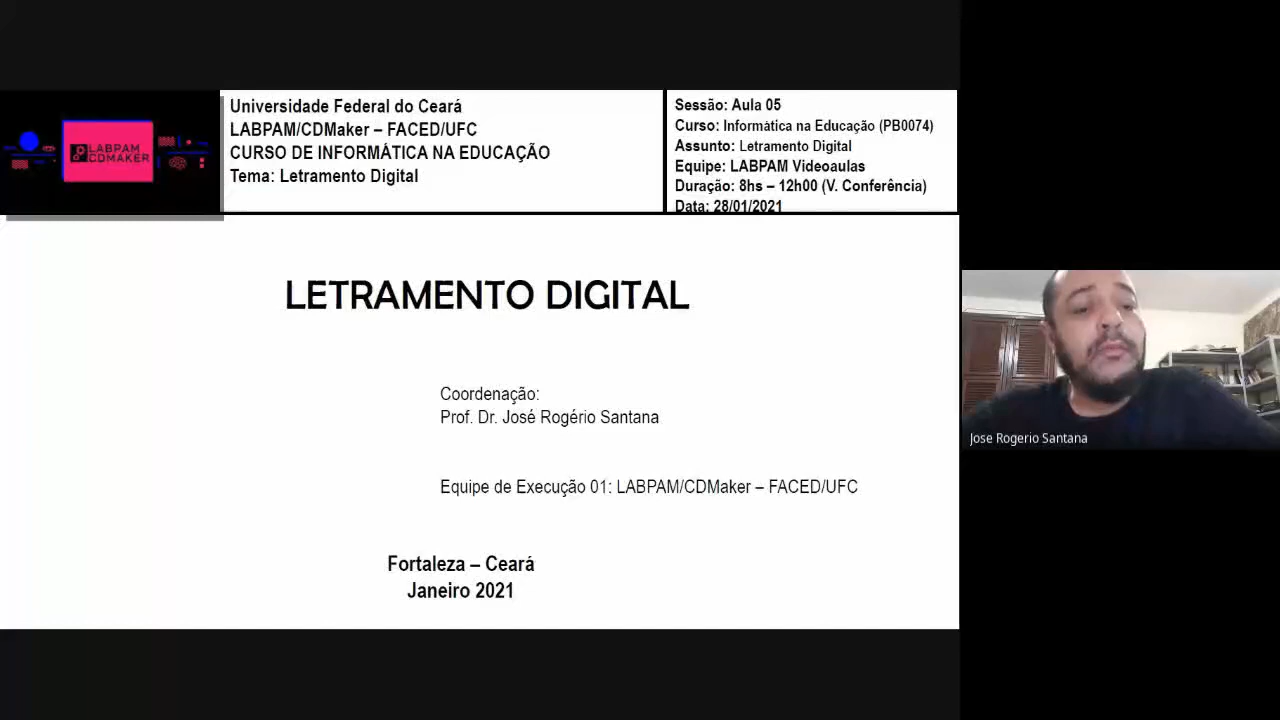 LABPAM
CDMAKER
Universidade Federal do Ceará
LABPAM/CDMaker – FACED/UFC
CURSO DE INFORMÁTICA NA EDUCAÇÃO
Tema: Letramento Digital
Sessão: Aula 05
Curso: Informática na Educação (PB0074)
Assunto: Letramento Digital
Equipe: LABPAM Videoaulas
Duração: 8hs – 12h00 (V. Conferência)
Data: 28/01/2021
LETRAMENTO DIGITAL
Coordenação:
Prof. Dr. José Rogério Santana
Equipe de Execução 01: LABPAM/CDMaker – FACED/UFC
Fortaleza – Ceará
Janeiro 2021
Jose Rogerio Santana